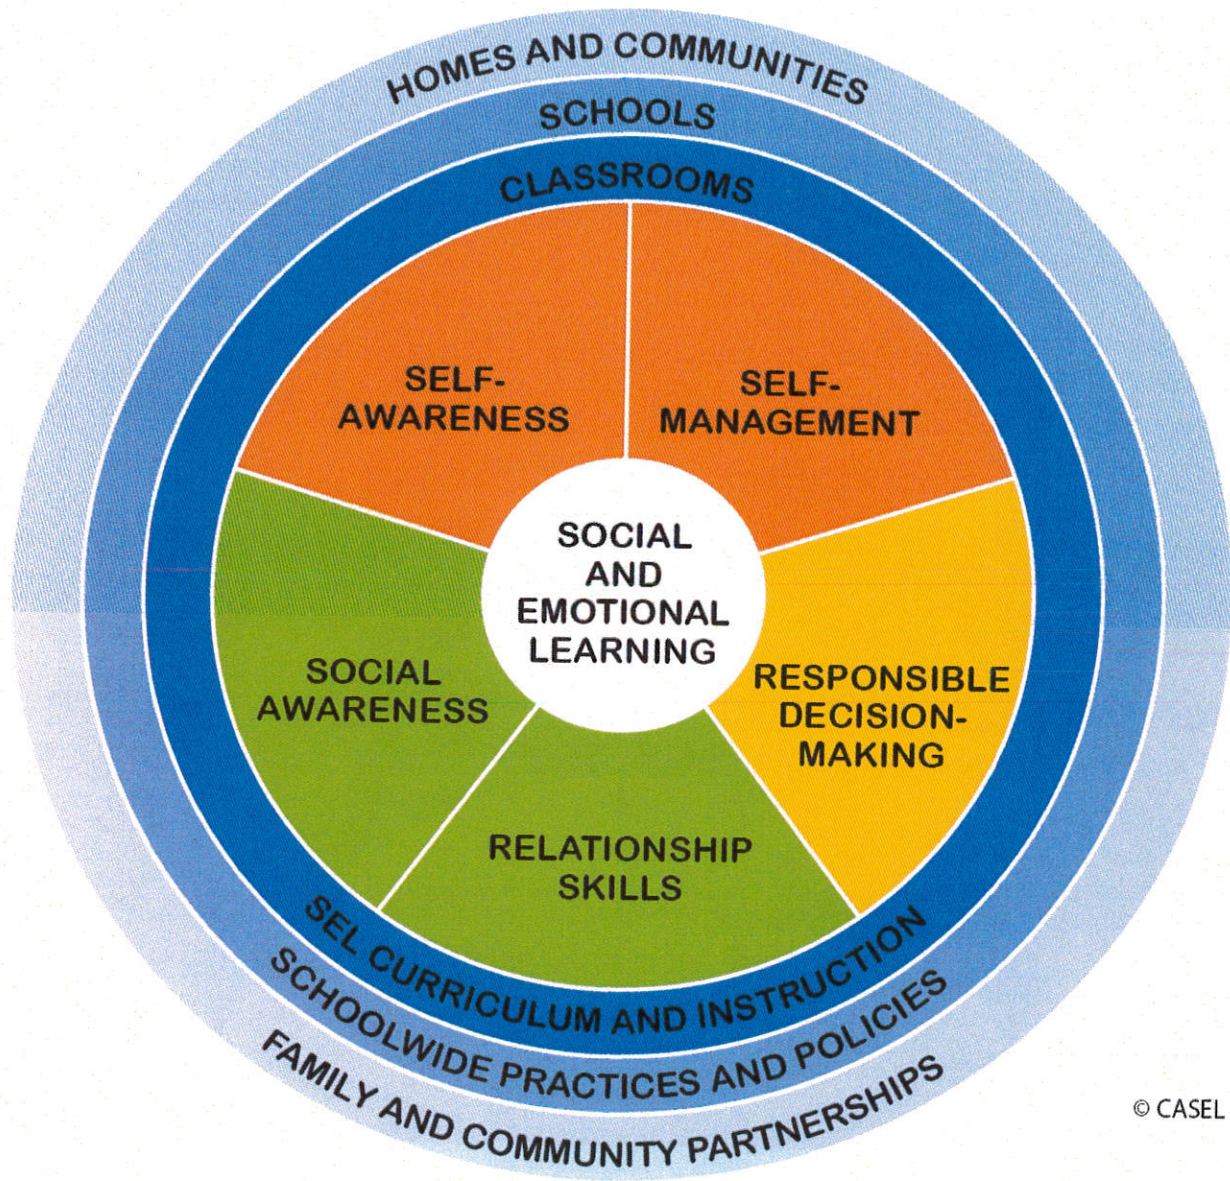 HOMES AND COMMUNITIES
SCHOOLS
CLASSROOMS
SELF-
AWARENESS
SELF-
MANAGEMENT
SOCIAL
AND
EMOTIONAL
LEARNING
SOCIAL
AWARENESS
RESPONSIBLE
DECISION-
MAKING
RELATIONSHIP
SKILLS
SEL CURRICULUM AND INSTRUCTION
SCHOOLWIDE PRACTICES AND POLICIES
FAMILY AND COMMUNITY PARTNERSHIPS
© CASEL